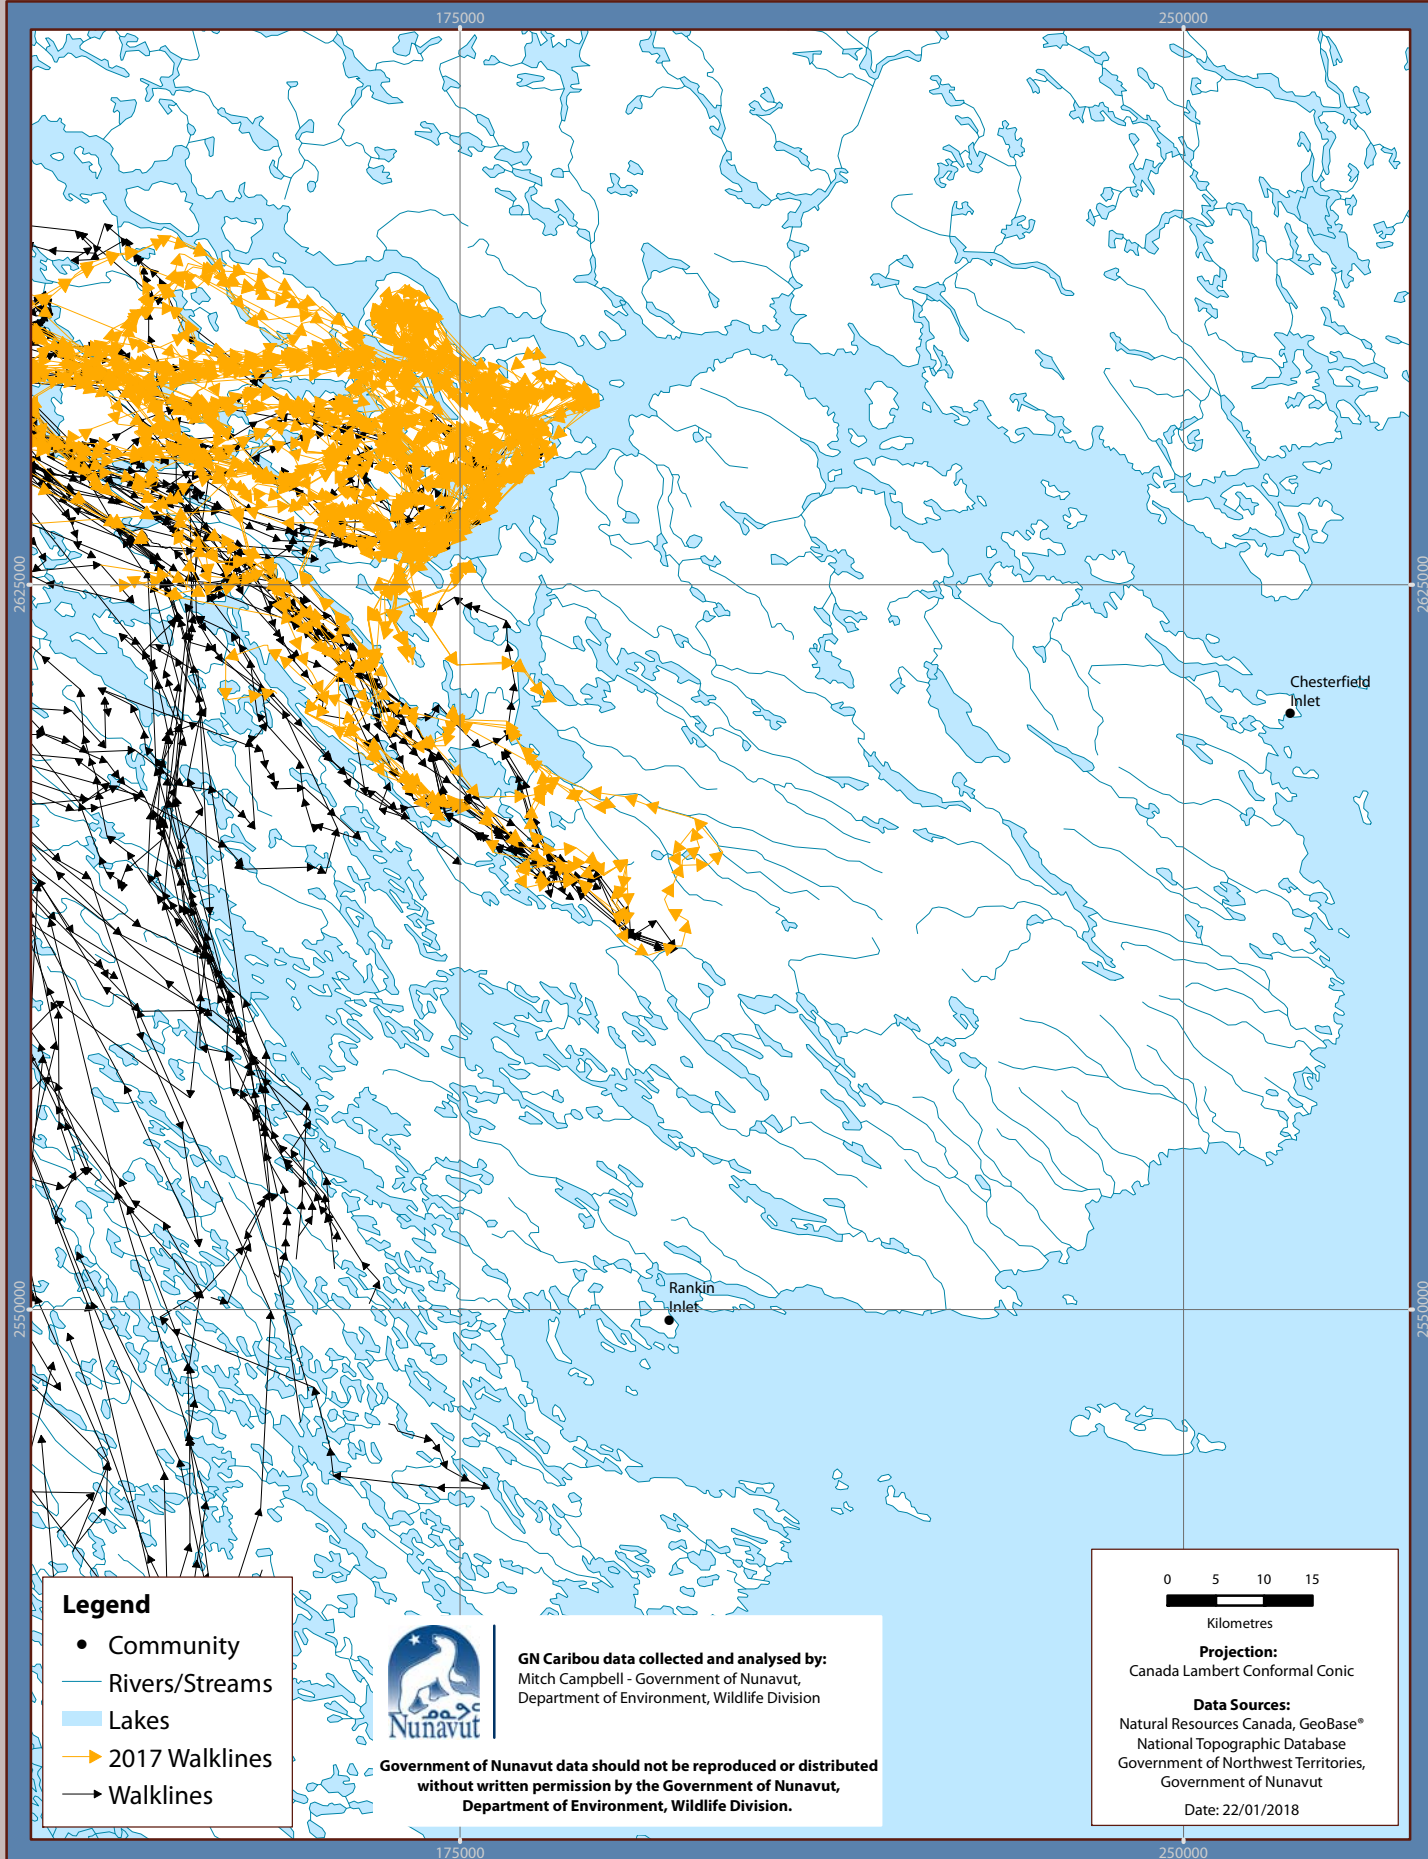 175000
250000
2625000
2625000
Chesterfield
Inlet
Rankin
Inlet
2550000
2550000
Legend
Community
Rivers/Streams
Lakes
2017 Walklines
Walklines
Nunavut
GN Caribou data collected and analysed by:
Mitch Campbell - Government of Nunavut,
Department of Environment, Wildlife Division
Government of Nunavut data should not be reproduced or distributed
without written permission by the Government of Nunavut,
Department of Environment, Wildlife Division.
0 5 10 15
Kilometres
Projection:
Canada Lambert Conformal Conic
Data Sources:
Natural Resources Canada, GeoBase®
National Topographic Database
Government of Northwest Territories,
Government of Nunavut
Date: 22/01/2018
175000
250000